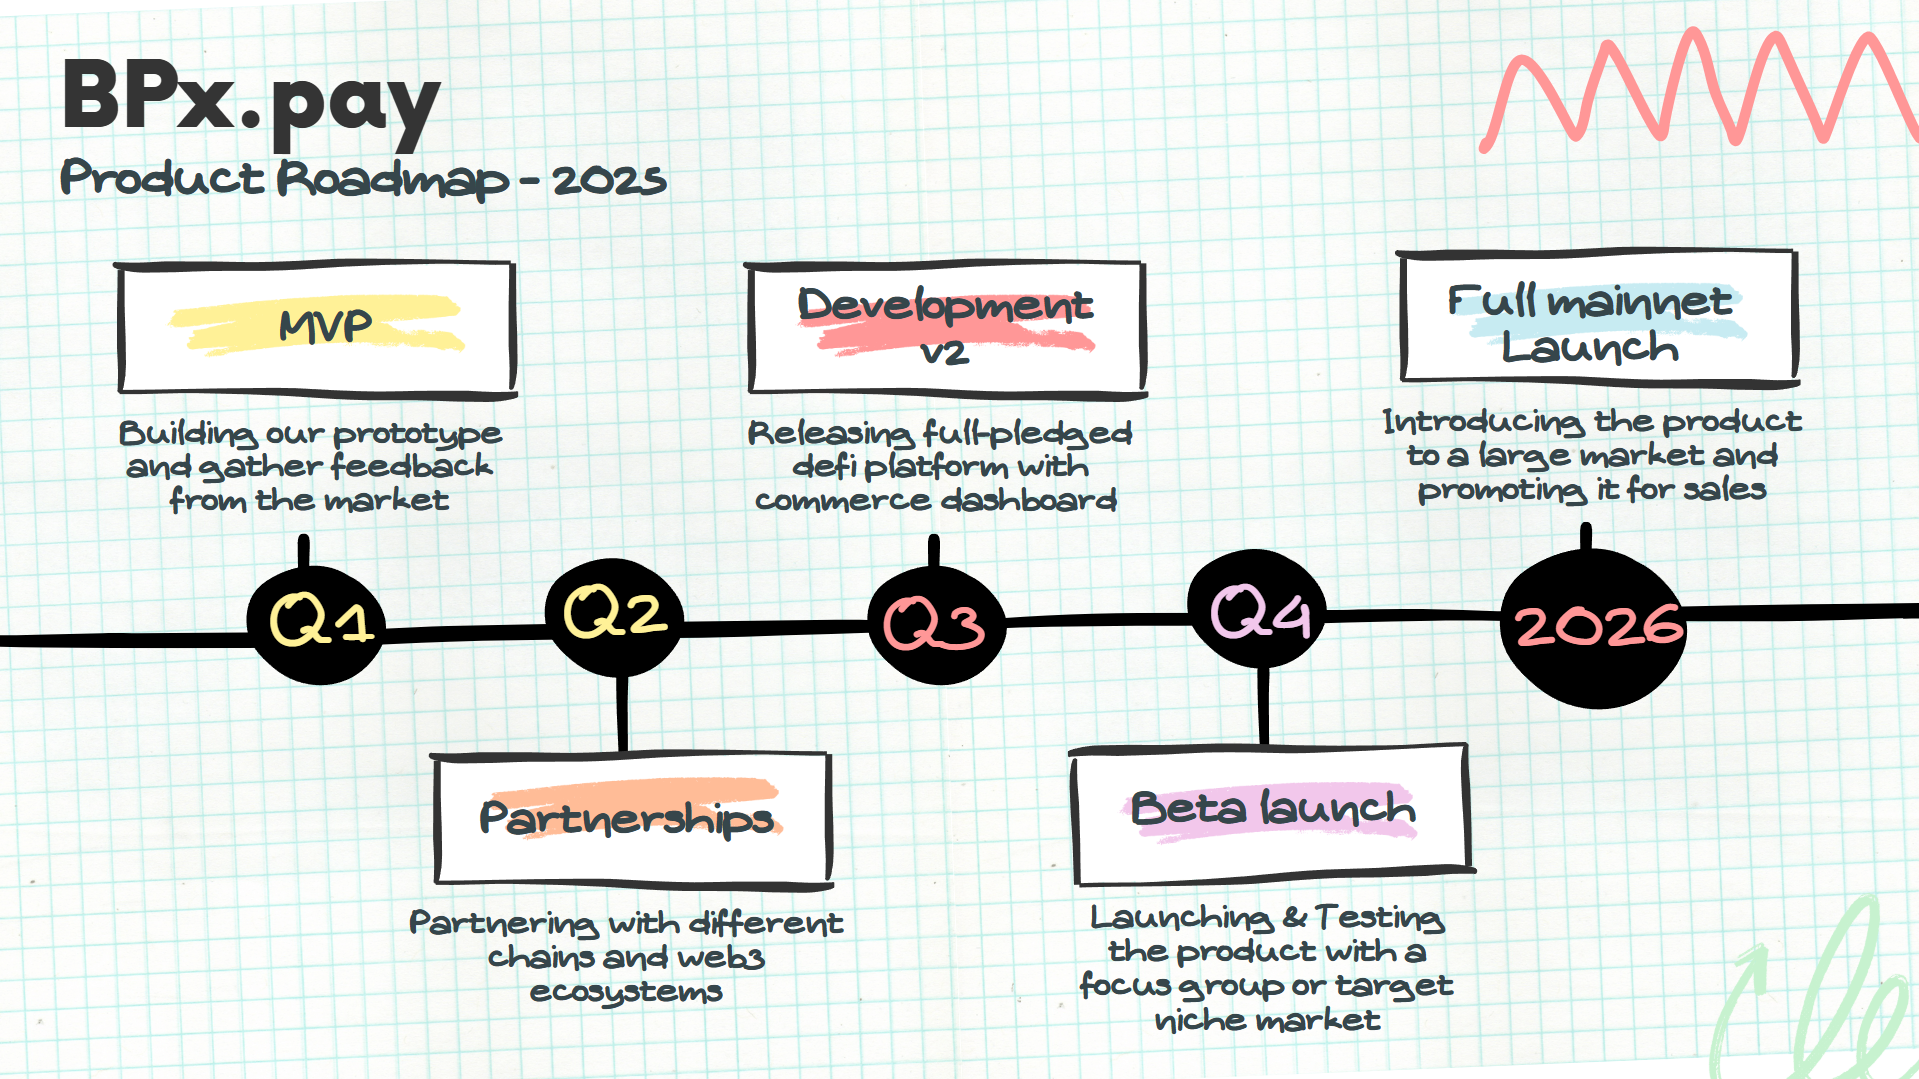 BPx.pay
Product Roadmap - 2025
MVP
Building our prototype
and gather feedback
from the market
Development
v2
Releasing full-pledged
defi platform with
commerce dashboard
Full mainnet
Launch
Introducing the product
to a large market and
promoting it for sales
Q1
Q2
Q3
Q4
2026
Partnerships
Partnering with different
chains and web3
ecosystems
Beta launch
Launching & Testing
the product with a
focus group or target
niche market